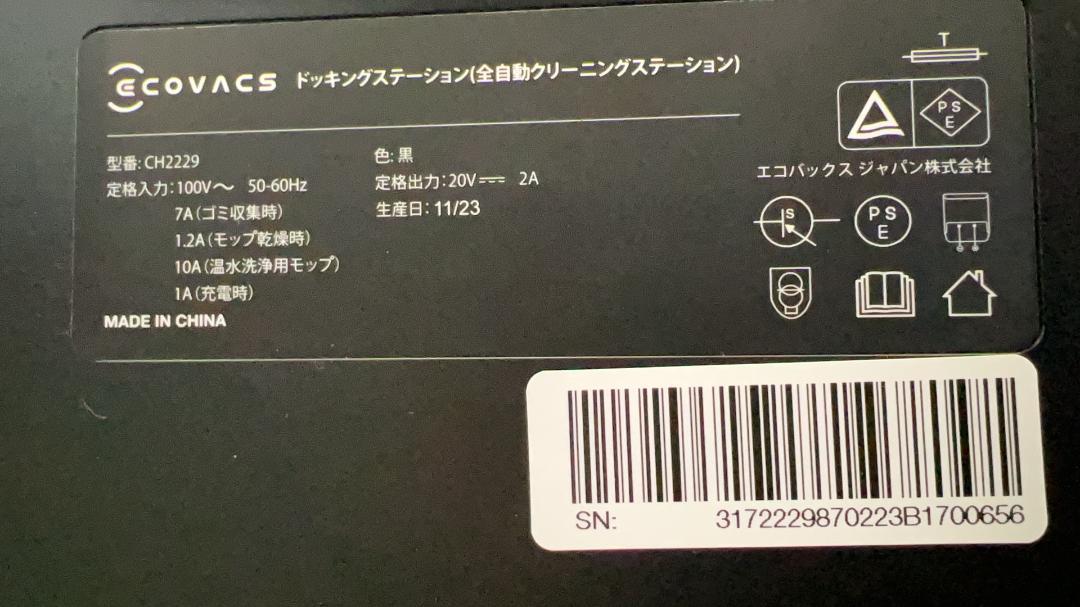 ECOVACS ドッキングステーション(全自動クリーニングステーション)
型番: CH2229
色: 黒
定格入力: 100V～ 50-60Hz
定格出力: 20V⎓ 2A
7A (ゴミ収集時)
生産日: 11/23
1.2A (モップ乾燥時)
10A (温水洗浄用モップ)
1A (充電時)
MADE IN CHINA
T
PS
E
エコバックス ジャパン株式会社
IS
PS
E
SN: 3172229870223B1700656